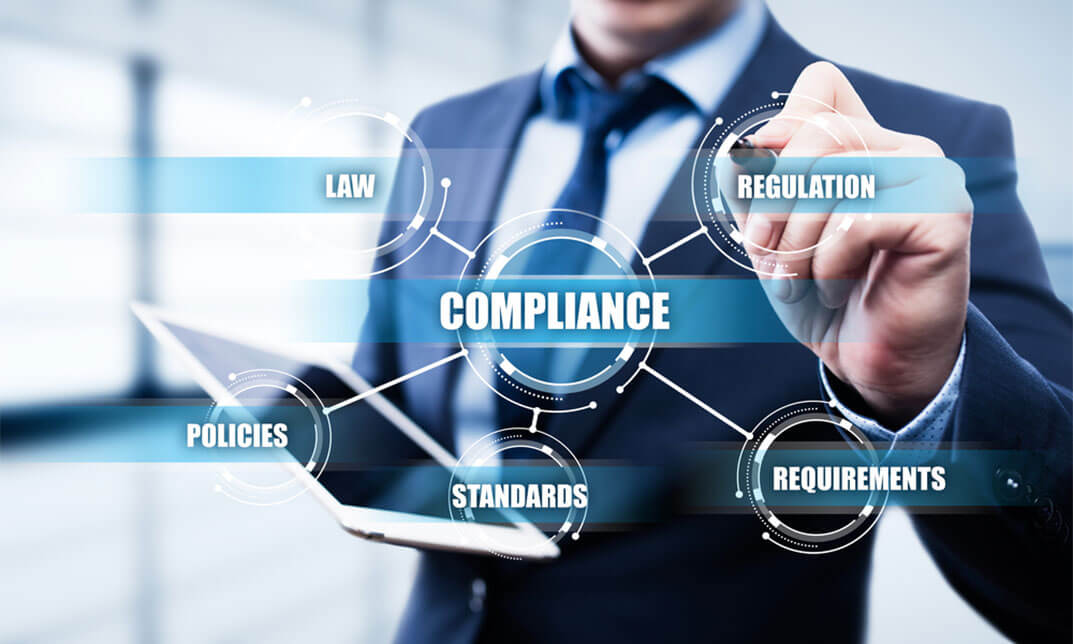 LAW
REGULATION
COMPLIANCE
POLICIES
STANDARDS
REQUIREMENTS